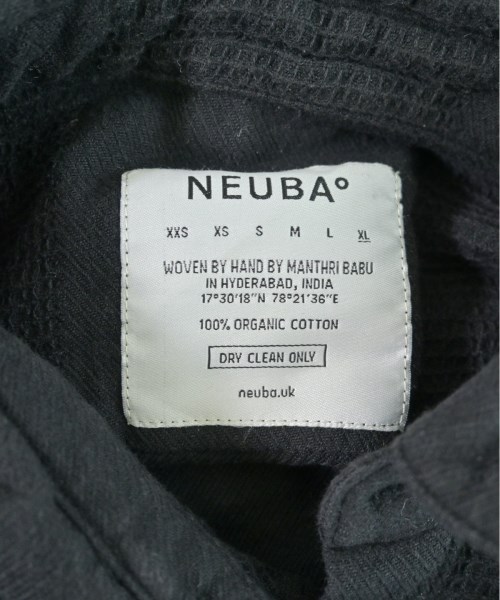 NEUBA°
XXS XS S M L XL
WOVEN BY HAND BY MANTHRI BABU
IN HYDERABAD, INDIA
17°30'18"N 78°21'36"E
100% ORGANIC COTTON
DRY CLEAN ONLY
neuba.uk